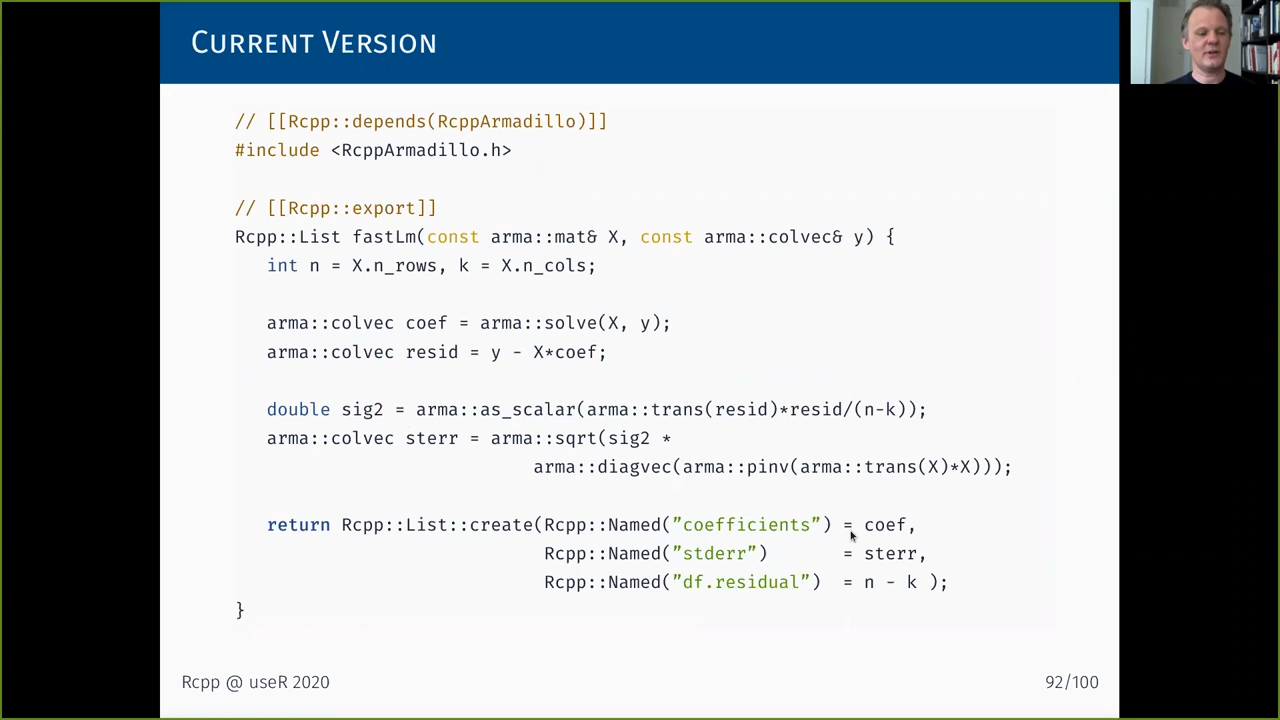 CURRENT VERSION
// [[Rcpp::depends(RcppArmadillo)]]
#include <RcppArmadillo.h>
// [[Rcpp::export]]
Rcpp::List fastLm(const arma::mat& X, const arma::colvec& y) {
int n = X.n_rows, k = X.n_cols;
arma::colvec coef = arma::solve(X, y);
arma::colvec resid = y - X*coef;
double sig2 = arma::as_scalar(arma::trans(resid)*resid/(n-k));
arma::colvec sterr = arma::sqrt(sig2 *
arma::diagvec(arma::pinv(arma::trans(X)*X)));
return Rcpp::List::create(Rcpp::Named(”coefficients”) = coef,
Rcpp::Named(”stderr”) = sterr,
Rcpp::Named(”df.residual”) = n - k );
}
Rcpp @ useR 2020
92/100